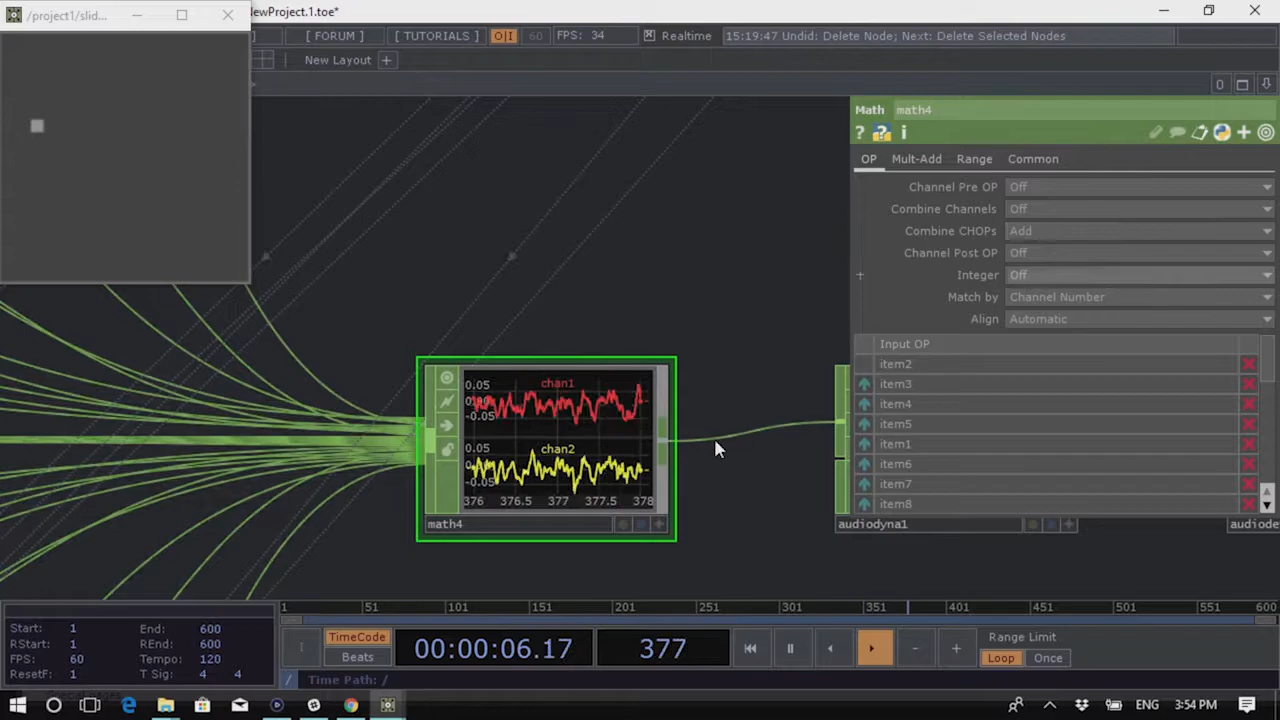 /project1/slid...
ewProject.1.toe*
]
[ FORUM ]
[ TUTORIALS ]
O|I
60
FPS: 34
Realtime
15:19:47 Undid: Delete Node; Next: Delete Selected Nodes
New Layout +
0
Math math4
? ? i
OP Mult-Add Range Common
Channel Pre OP Off
Combine Channels Off
Combine CHOPs Add
Channel Post OP Off
+ Integer Off
Match by Channel Number
Align Automatic
Input OP
item2
item3
item4
item5
item1
item6
item7
item8
0.05 chan1
-0.05
0.05 chan2
-0.05
376 376.5 377 377.5 378
math4
audiodyna1
audiode
1 51 101 151 201 251 301 351 401 451 501 551 600
Start: 1 End: 600
RStart: 1 REnd: 600
FPS: 60 Tempo: 120
ResetF: 1 T Sig: 4 4
TimeCode
Beats
00:00:06.17
377
Range Limit
Loop Once
/ Time Path: /
ENG 3:54 PM